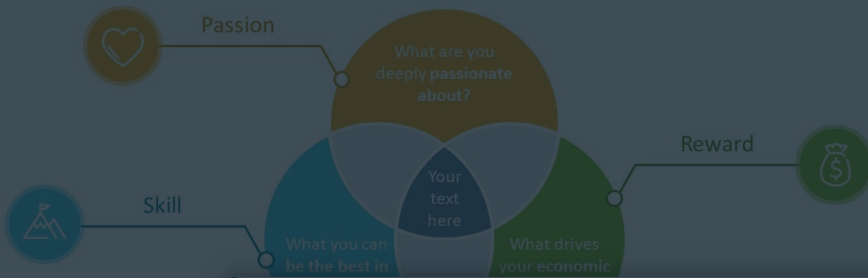 Passion
What are you
deeply passionate
about?
Reward
Your
text
here
Skill
What you can
be the best in
What drives
your economic
$